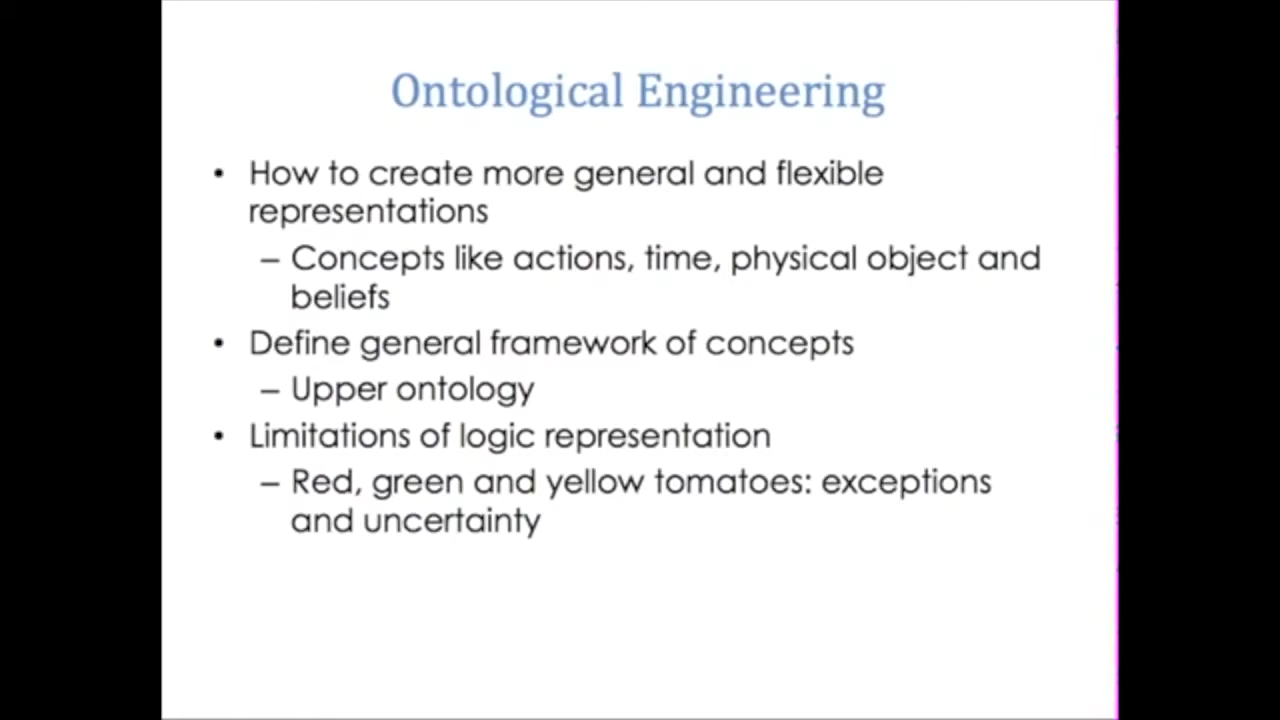 Ontological Engineering
• How to create more general and flexible
representations
– Concepts like actions, time, physical object and
beliefs
• Define general framework of concepts
– Upper ontology
• Limitations of logic representation
– Red, green and yellow tomatoes: exceptions
and uncertainty